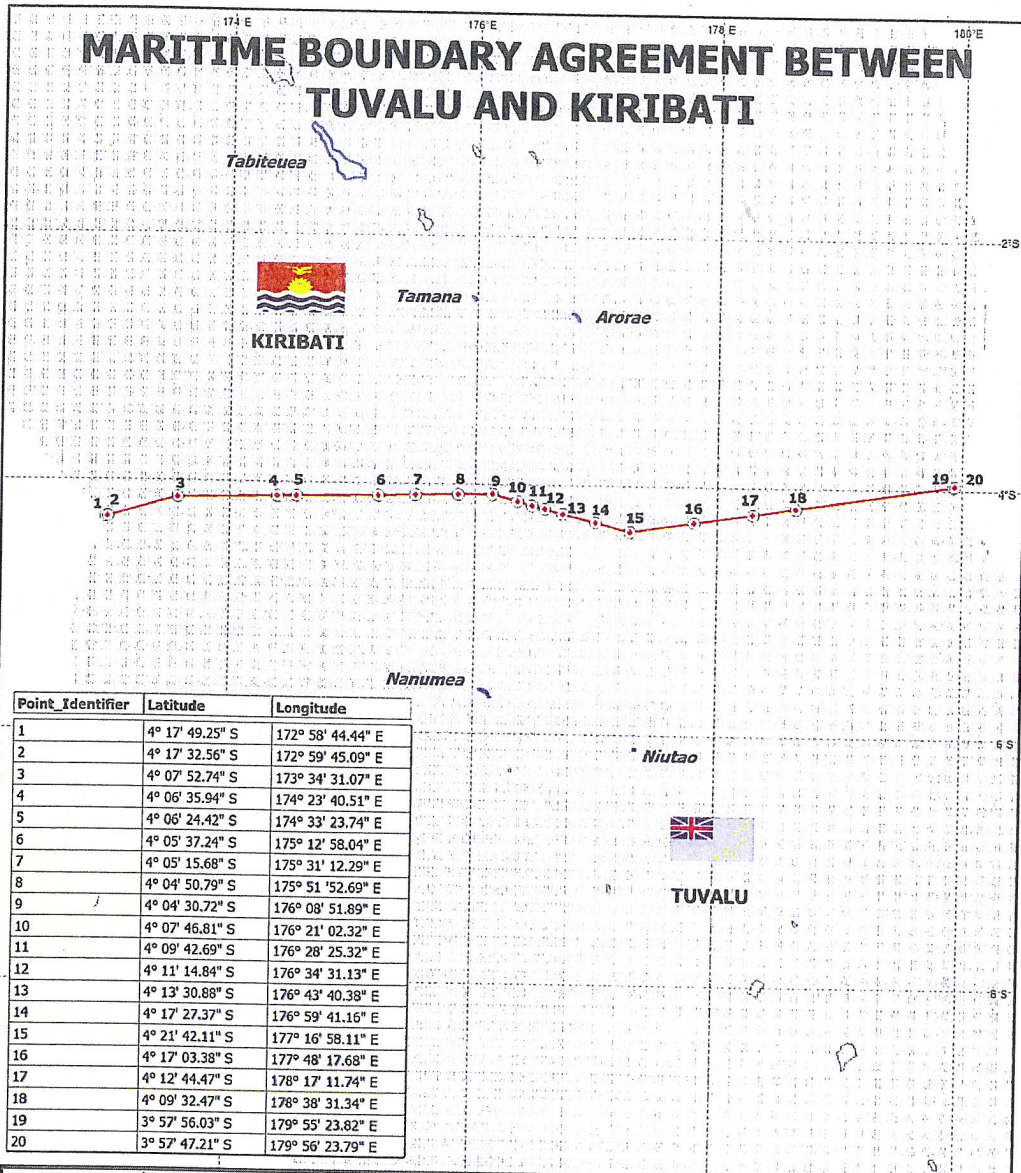 174 E 176°E 178°E 180°E
MARITIME BOUNDARY AGREEMENT BETWEEN
TUVALU AND KIRIBATI
Tabiteuea
2°S
Tamana
Arorae
KIRIBATI
1 2 3 4 5 6 7 8 9 10 11 12 13 14 15 16 17 18 19 20
4°S
Nanumea
Niutao
6 S
TUVALU
8°S
Point_Identifier Latitude Longitude
1 4° 17' 49.25" S 172° 58' 44.44" E
2 4° 17' 32.56" S 172° 59' 45.09" E
3 4° 07' 52.74" S 173° 34' 31.07" E
4 4° 06' 35.94" S 174° 23' 40.51" E
5 4° 06' 24.42" S 174° 33' 23.74" E
6 4° 05' 37.24" S 175° 12' 58.04" E
7 4° 05' 15.68" S 175° 31' 12.29" E
8 4° 04' 50.79" S 175° 51 '52.69" E
9 4° 04' 30.72" S 176° 08' 51.89" E
10 4° 07' 46.81" S 176° 21' 02.32" E
11 4° 09' 42.69" S 176° 28' 25.32" E
12 4° 11' 14.84" S 176° 34' 31.13" E
13 4° 13' 30.88" S 176° 43' 40.38" E
14 4° 17' 27.37" S 176° 59' 41.16" E
15 4° 21' 42.11" S 177° 16' 58.11" E
16 4° 17' 03.38" S 177° 48' 17.68" E
17 4° 12' 44.47" S 178° 17' 11.74" E
18 4° 09' 32.47" S 178° 38' 31.34" E
19 3° 57' 56.03" S 179° 55' 23.82" E
20 3° 57' 47.21" S 179° 56' 23.79" E